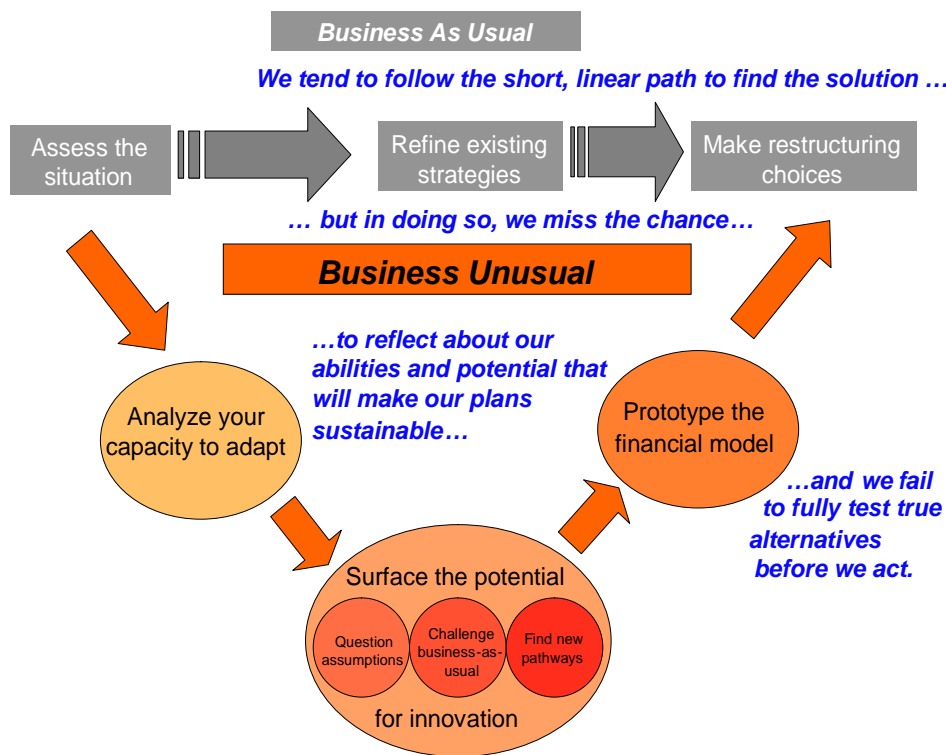 Business As Usual
We tend to follow the short, linear path to find the solution …
Assess the
situation
Refine existing
strategies
Make restructuring
choices
… but in doing so, we miss the chance…
Business Unusual
…to reflect about our
abilities and potential that
will make our plans
sustainable…
Analyze your
capacity to adapt
Prototype the
financial model
…and we fail
to fully test true
alternatives
before we act.
Surface the potential
Question
assumptions
Challenge
business-as-
usual
Find new
pathways
for innovation